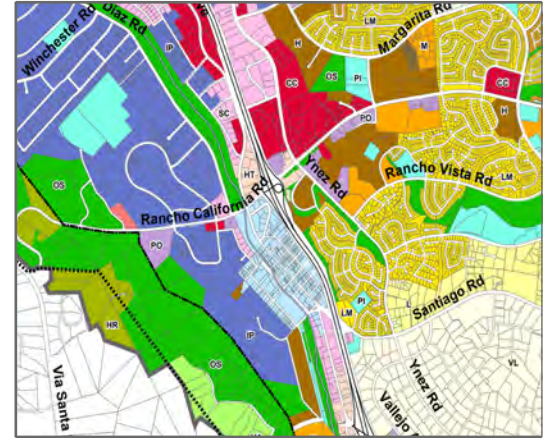 Winchester Rd
Diaz Rd
IP
H
LM
Margarita Rd
M
OS
PI
CC
CC
H
SC
PO
HT
Ynez Rd
Rancho Vista Rd
LM
OS
Rancho California Rd
PO
HR
OS
IP
PI
LM
L
Santiago Rd
VL
Via Santa
Ynez Rd
Vallejo